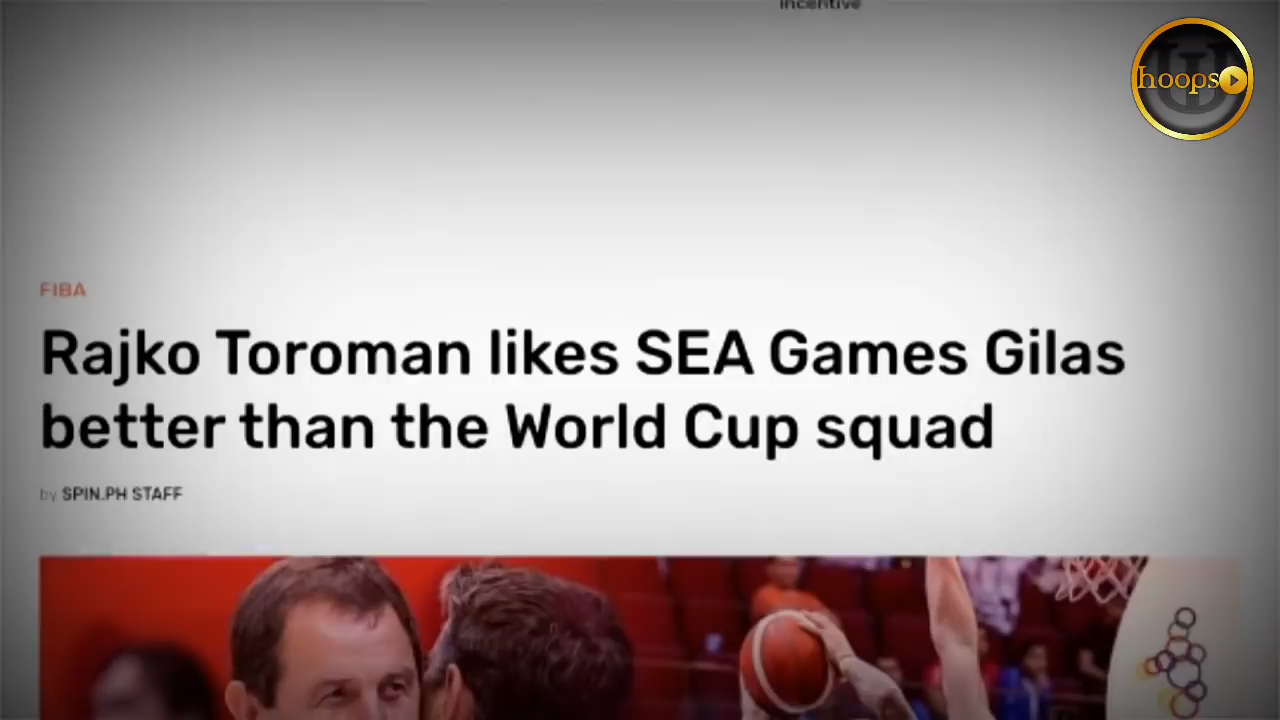 incentive
hoops
FIBA
Rajko Toroman likes SEA Games Gilas
better than the World Cup squad
by SPIN.PH STAFF